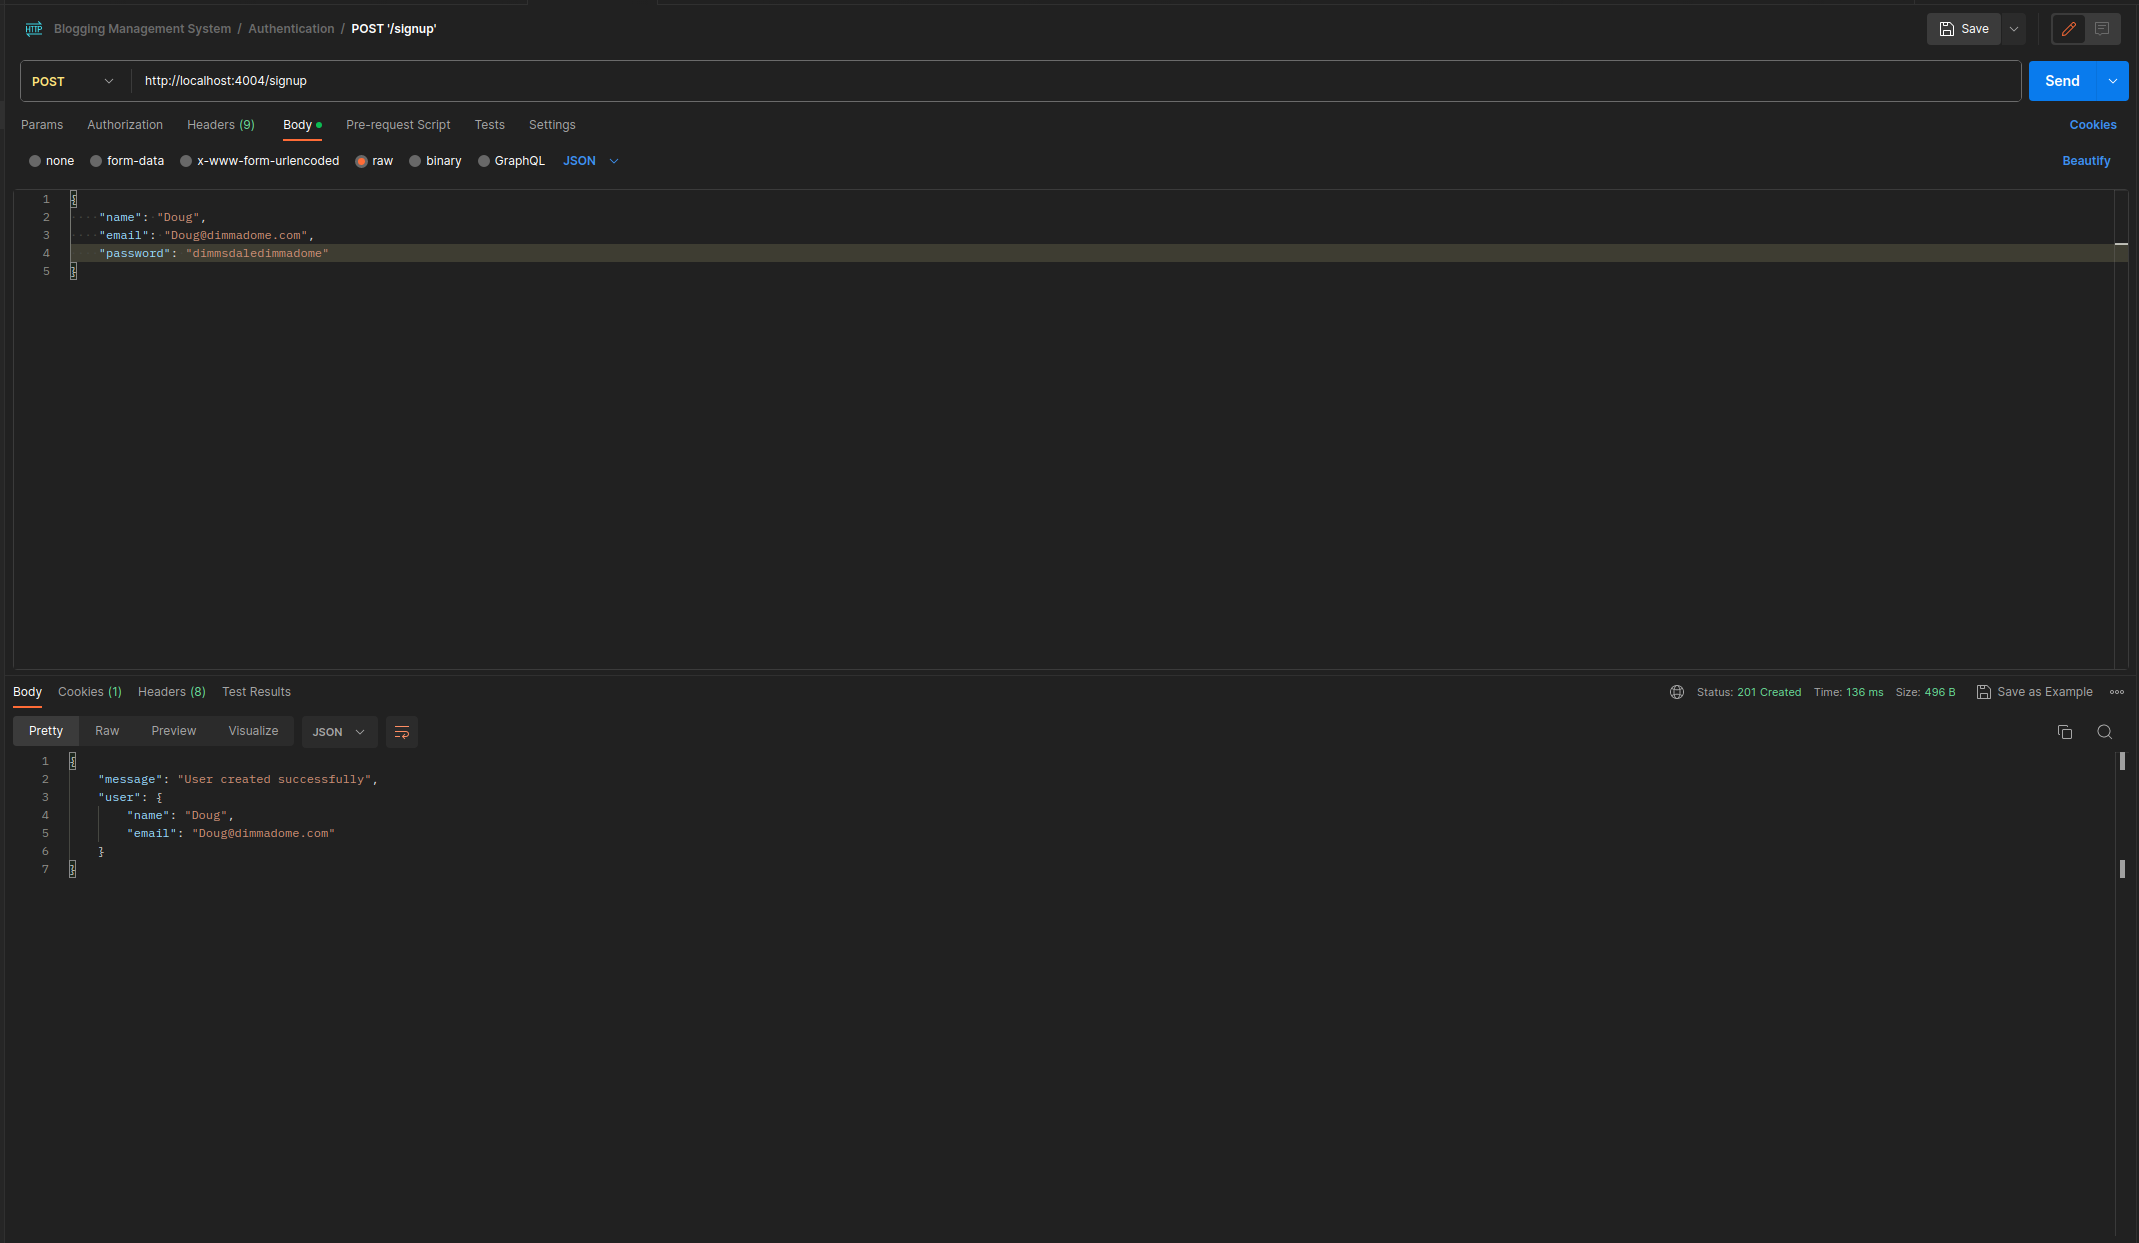 HTTP Blogging Management System / Authentication / POST '/signup' Save
POST http://localhost:4004/signup Send
Params Authorization Headers (9) Body Pre-request Script Tests Settings Cookies
none form-data x-www-form-urlencoded raw binary GraphQL JSON Beautify
1 {
2 "name": "Doug",
3 "email": "Doug@dimmadome.com",
4 "password": "dimmsdaledimmadome"
5 }
Body Cookies (1) Headers (8) Test Results Status: 201 Created Time: 136 ms Size: 496 B Save as Example
Pretty Raw Preview Visualize JSON
1 {
2 "message": "User created successfully",
3 "user": {
4 "name": "Doug",
5 "email": "Doug@dimmadome.com"
6 }
7 }